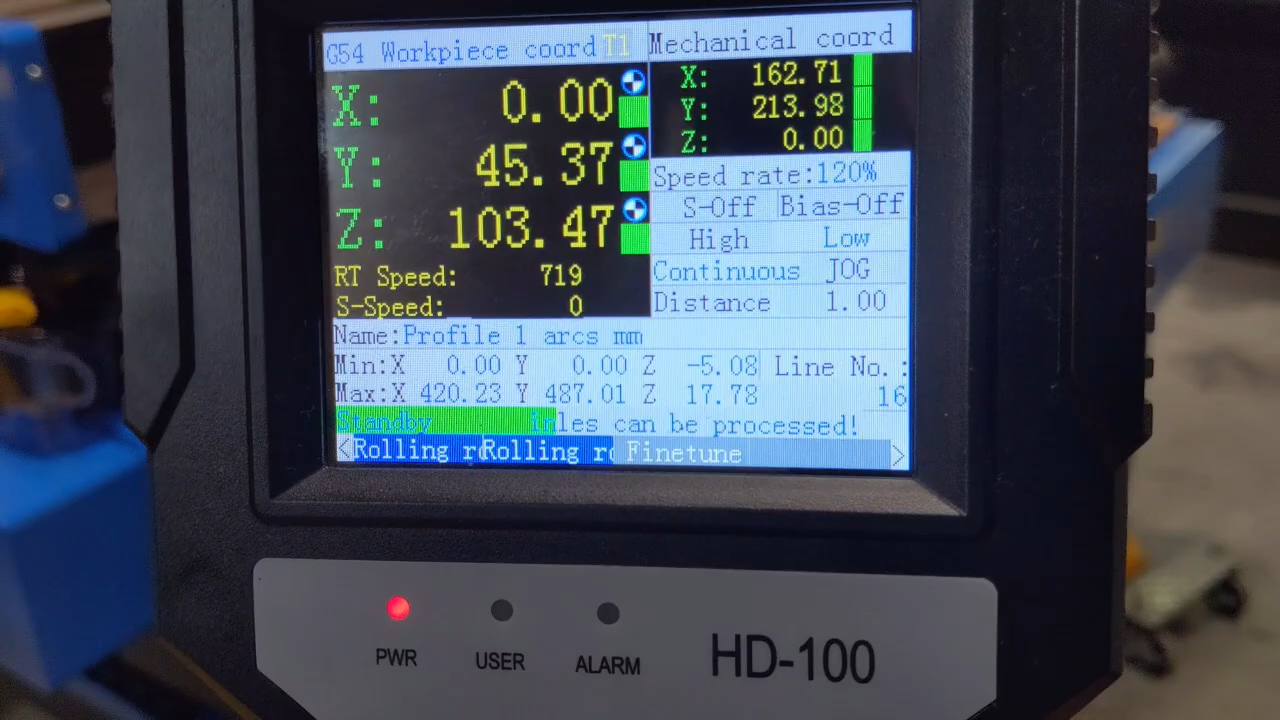 G54 Workpiece coord T1
Mechanical coord
X: 0.00
Y: 45.37
Z: 103.47
RT Speed: 719
S-Speed: 0
X: 162.71
Y: 213.98
Z: 0.00
Speed rate:120%
S-Off Bias-Off
High Low
Continuous JOG
Distance 1.00
Name:Profile 1 arcs mm
Min:X 0.00 Y 0.00 Z -5.08 Line No.:
Max:X 420.23 Y 487.01 Z 17.78 16
Standby les can be processed!
<Rolling Rolling Finetune >
PWR USER ALARM
HD-100